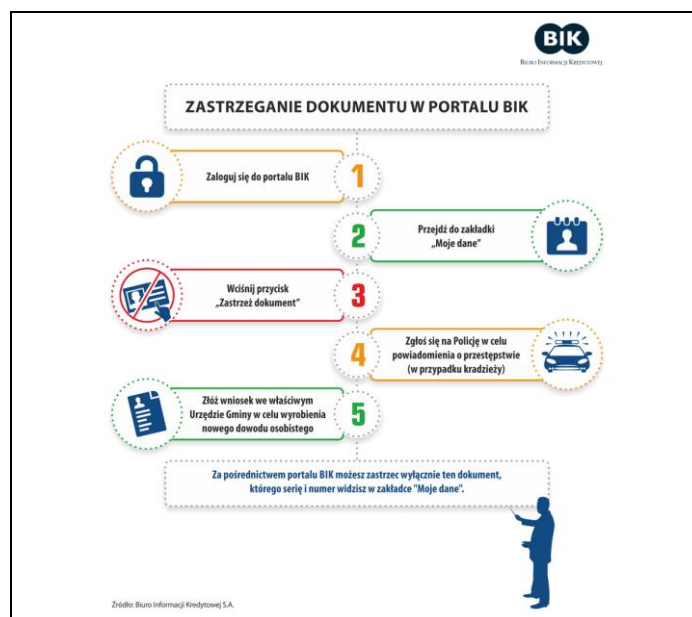 BIK
BIURO INFORMACJI KREDYTOWEJ
ZASTRZEGANIE DOKUMENTU W PORTALU BIK
Zaloguj się do portalu BIK
1
2
Przejdź do zakładki
„Moje dane”
Wciśnij przycisk
„Zastrzeż dokument”
3
4
Zgłoś się na Policję w celu
powiadomienia o przestępstwie
(w przypadku kradzieży)
Złóż wniosek we właściwym
Urzędzie Gminy w celu wyrobienia
nowego dowodu osobistego
5
Za pośrednictwem portalu BIK możesz zastrzec wyłącznie ten dokument,
którego serię i numer widzisz w zakładce "Moje dane".
Źródło: Biuro Informacji Kredytowej S.A.